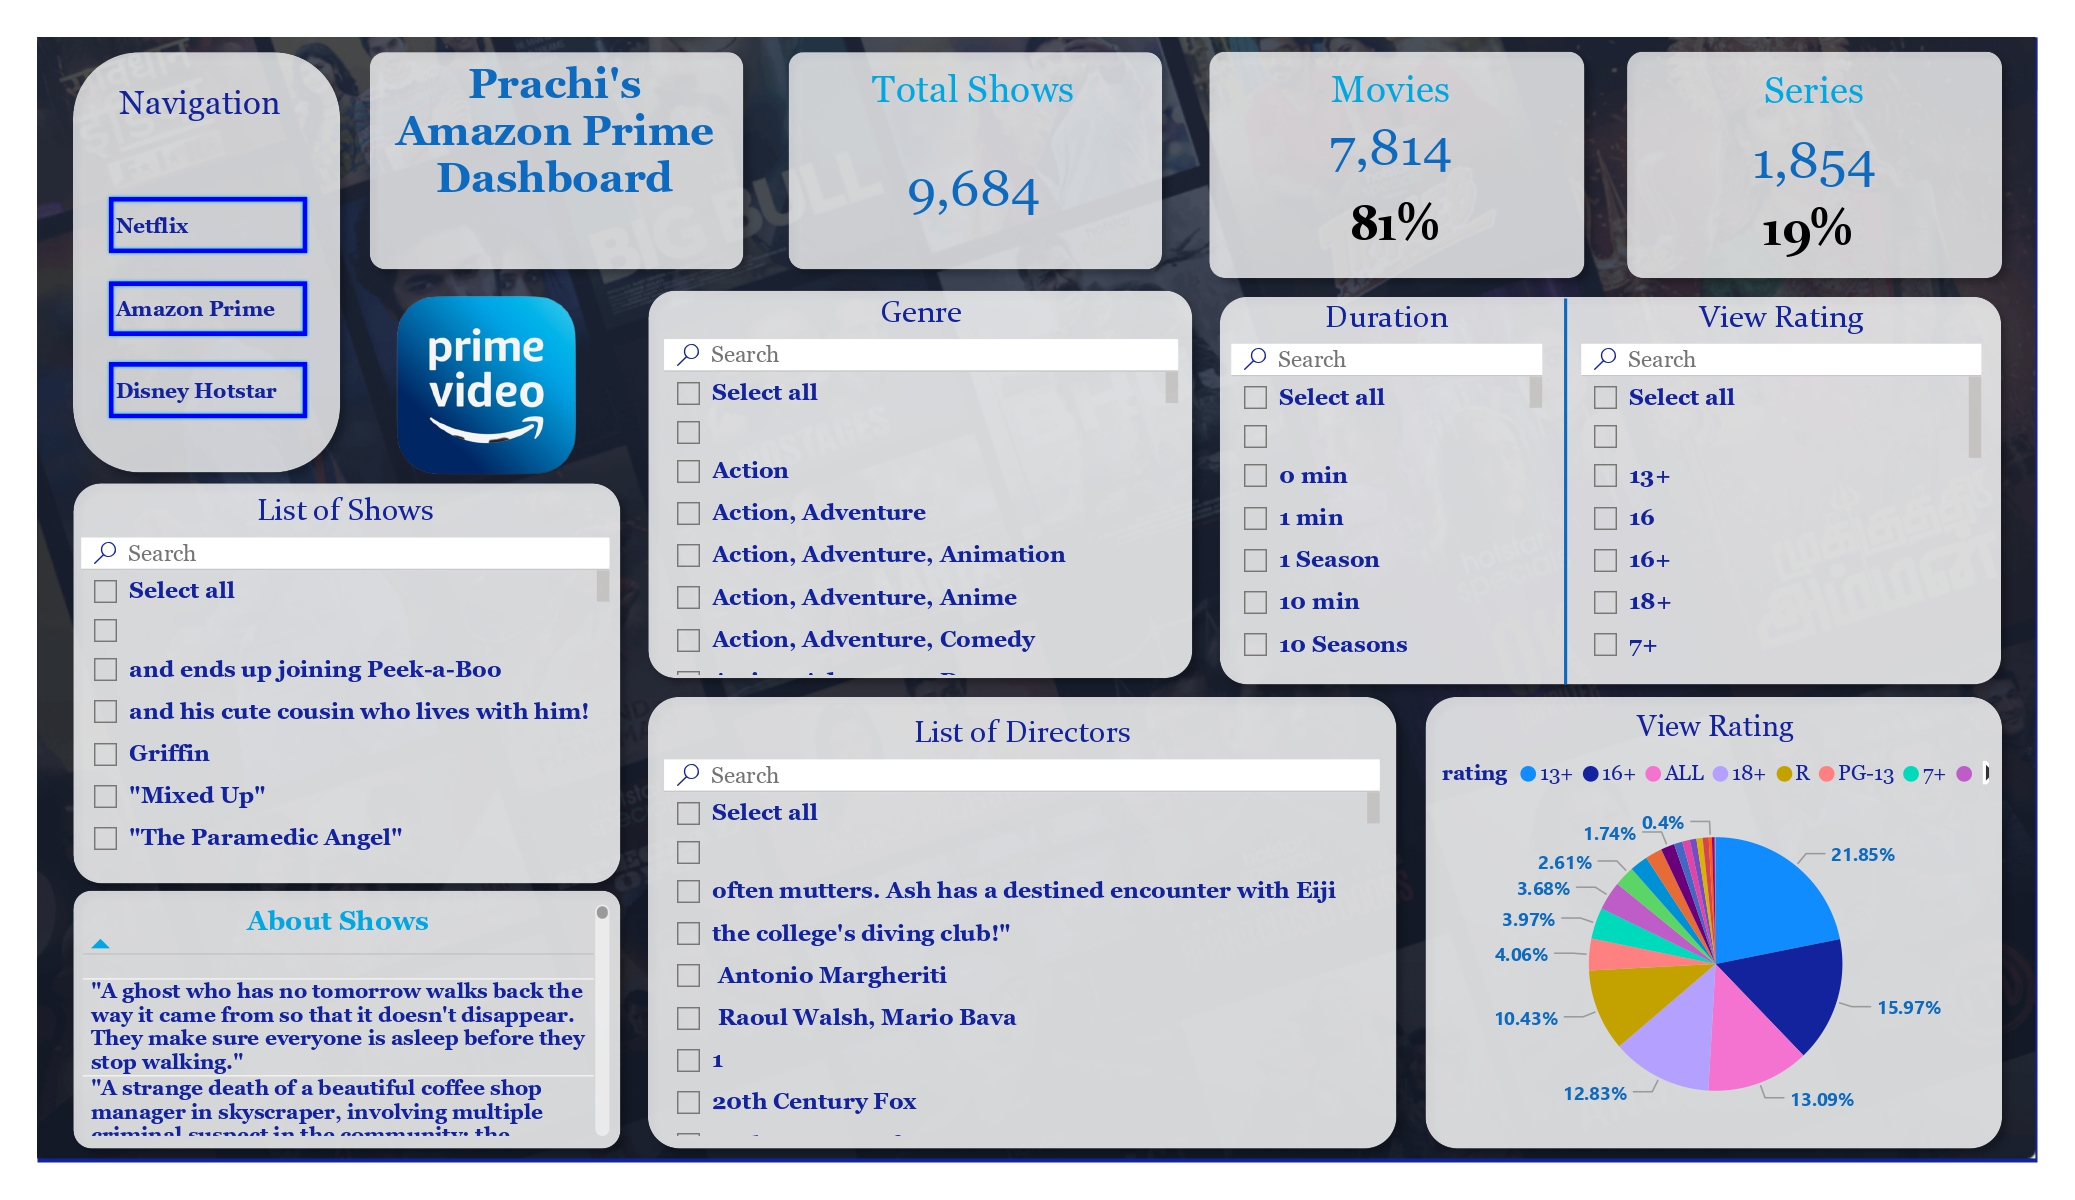 Navigation
Netflix
Amazon Prime
Disney Hotstar
Prachi's
Amazon Prime
Dashboard
Total Shows
9,684
Movies
7,814
81%
Series
1,854
19%
prime
video
List of Shows
Search
Select all
and ends up joining Peek-a-Boo
and his cute cousin who lives with him!
Griffin
"Mixed Up"
"The Paramedic Angel"
Genre
Search
Select all
Action
Action, Adventure
Action, Adventure, Animation
Action, Adventure, Anime
Action, Adventure, Comedy
Duration
Search
Select all
0 min
1 min
1 Season
10 min
10 Seasons
View Rating
Search
Select all
13+
16
16+
18+
7+
About Shows
"A ghost who has no tomorrow walks back the
way it came from so that it doesn't disappear.
They make sure everyone is asleep before they
stop walking."
"A strange death of a beautiful coffee shop
manager in skyscraper, involving multiple
criminal suspect in the community; the
List of Directors
Search
Select all
often mutters. Ash has a destined encounter with Eiji
the college's diving club!"
Antonio Margheriti
Raoul Walsh, Mario Bava
1
20th Century Fox
View Rating
rating 13+ 16+ ALL 18+ R PG-13 7+
0.4%
1.74%
21.85%
2.61%
3.68%
3.97%
4.06%
15.97%
10.43%
12.83%
13.09%
BIG BULL